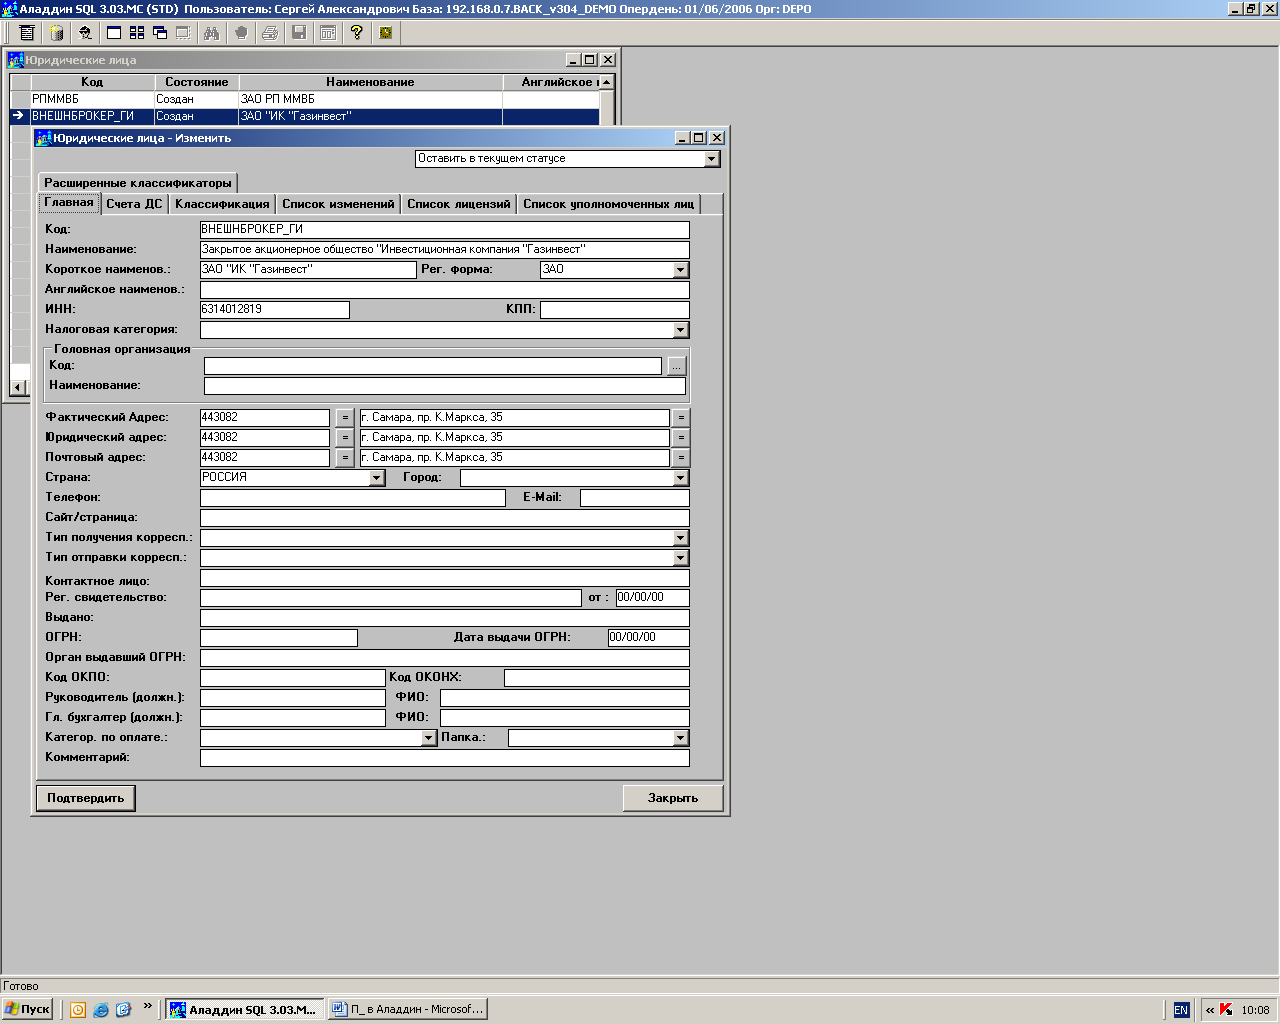 Аладдин SQL 3.03.МС (STD) Пользователь: Сергей Александрович База: 192.168.0.7.BACK_v304_DEMO Опердень: 01/06/2006 Орг: DEPO
Юридические лица
Код Состояние Наименование Английское
РПММВБ Создан ЗАО РП ММВБ
ВНЕШНБРОКЕР_ГИ Создан ЗАО "ИК "Газинвест"
Юридические лица - Изменить
Оставить в текущем статусе
Расширенные классификаторы
Главная Счета ДС Классификация Список изменений Список лицензий Список уполномоченных лиц
Код: ВНЕШНБРОКЕР_ГИ
Наименование: Закрытое акционерное общество "Инвестиционная компания "Газинвест"
Короткое наименов.: ЗАО "ИК "Газинвест" Рег. форма: ЗАО
Английское наименов.:
ИНН: 6314012819 КПП:
Налоговая категория:
Головная организация
Код: ...
Наименование:
Фактический Адрес: 443082 = г. Самара, пр. К.Маркса, 35 =
Юридический адрес: 443082 = г. Самара, пр. К.Маркса, 35 =
Почтовый адрес: 443082 = г. Самара, пр. К.Маркса, 35 =
Страна: РОССИЯ Город:
Телефон: E-Mail:
Сайт/страница:
Тип получения корресп.:
Тип отправки корресп.:
Контактное лицо:
Рег. свидетельство: от : 00/00/00
Выдано:
ОГРН: Дата выдачи ОГРН: 00/00/00
Орган выдавший ОГРН:
Код ОКПО: Код ОКОНХ:
Руководитель (должн.): ФИО:
Гл. бухгалтер (должн.): ФИО:
Категор. по оплате.: Папка.:
Комментарий:
Подтвердить Закрыть
Готово
Пуск » Аладдин SQL 3.03.М... П_ в Аладдин - Microsof... EN « 10:08